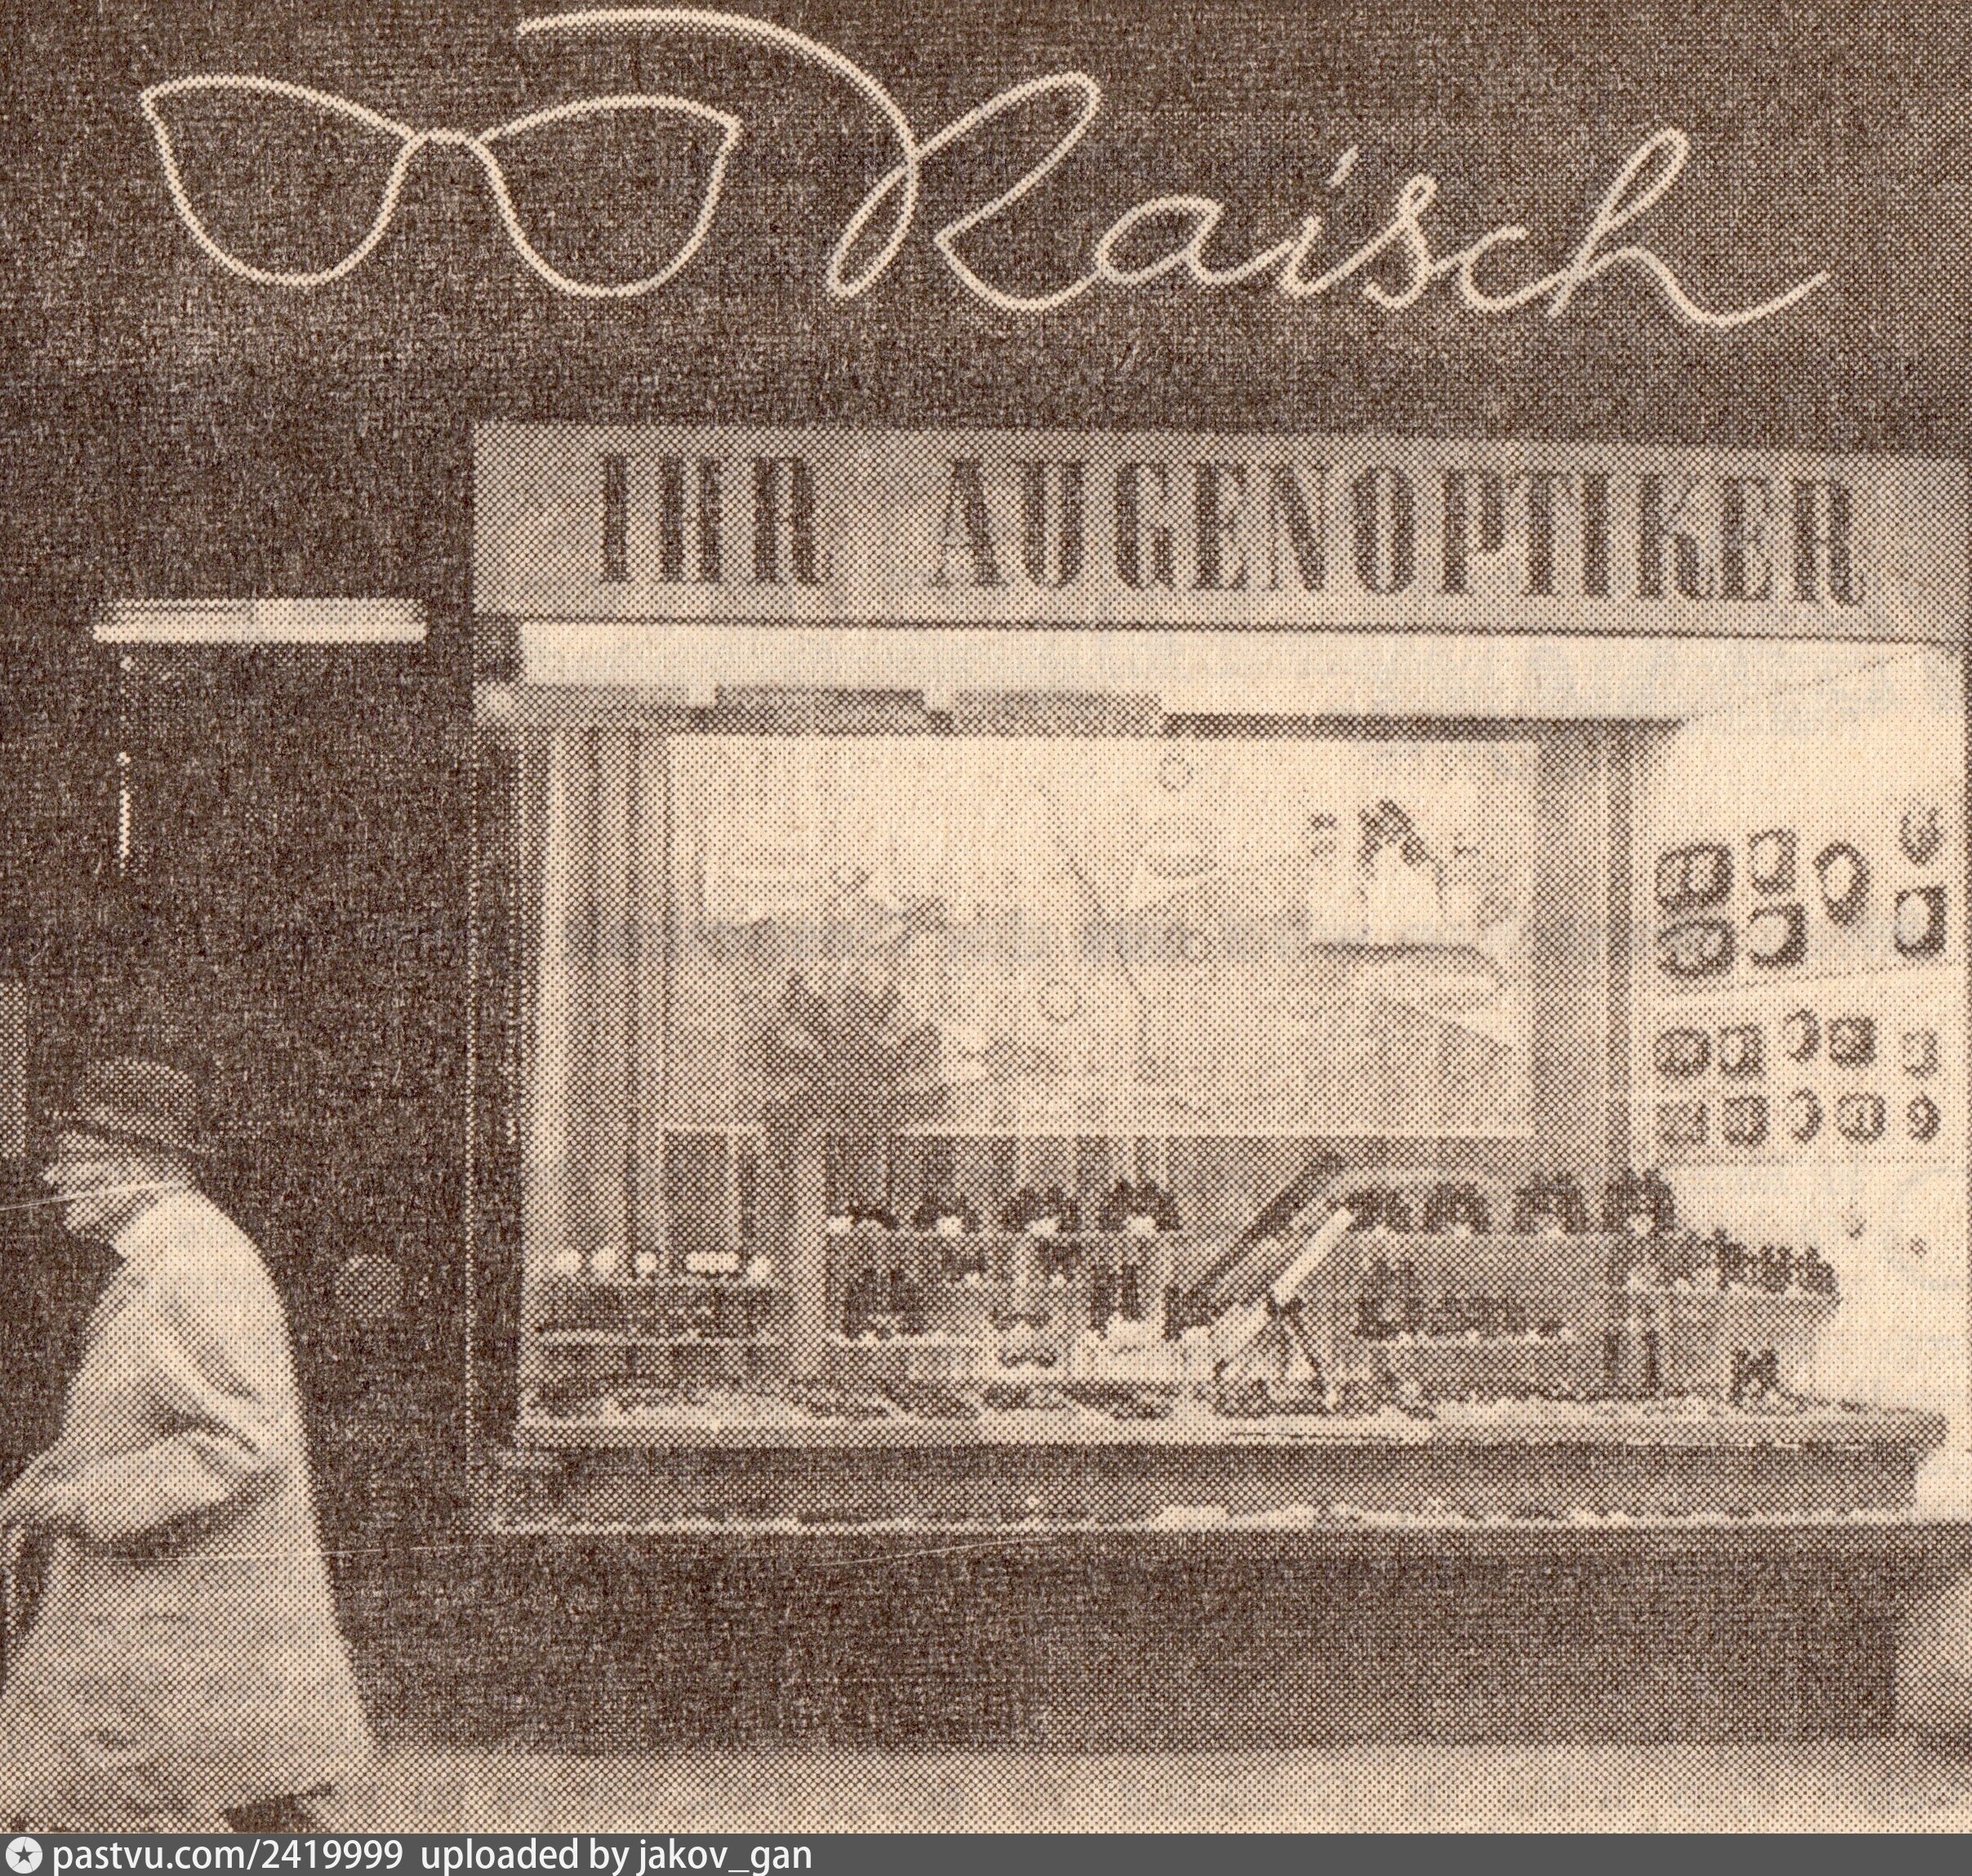 Raisch
IHR AUGENOPTIKER
pastvu.com/2419999 uploaded by jakov_gan